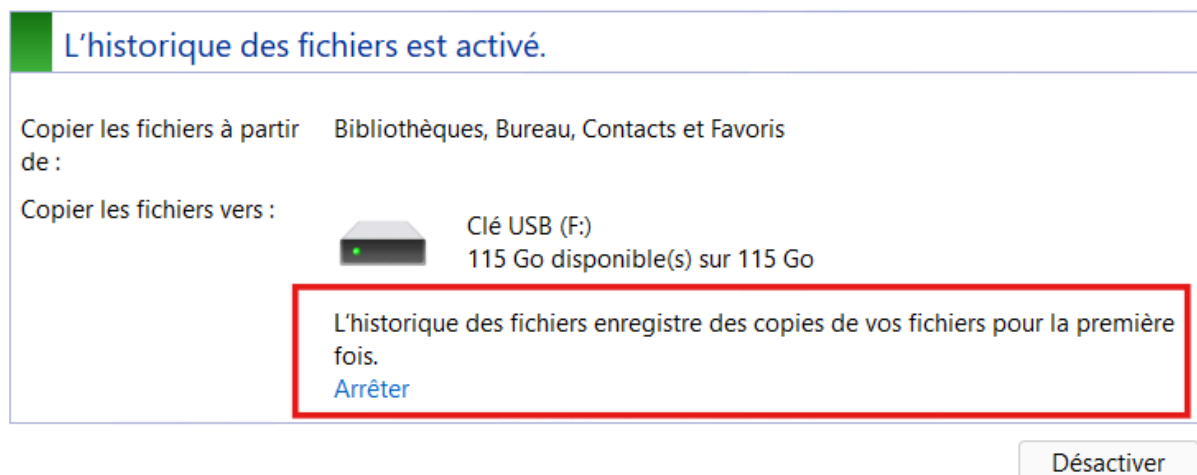 L’historique des fichiers est activé.
Copier les fichiers à partir
de :
Bibliothèques, Bureau, Contacts et Favoris
Copier les fichiers vers :
Clé USB (F:)
115 Go disponible(s) sur 115 Go
L’historique des fichiers enregistre des copies de vos fichiers pour la première
fois.
Arrêter
Désactiver